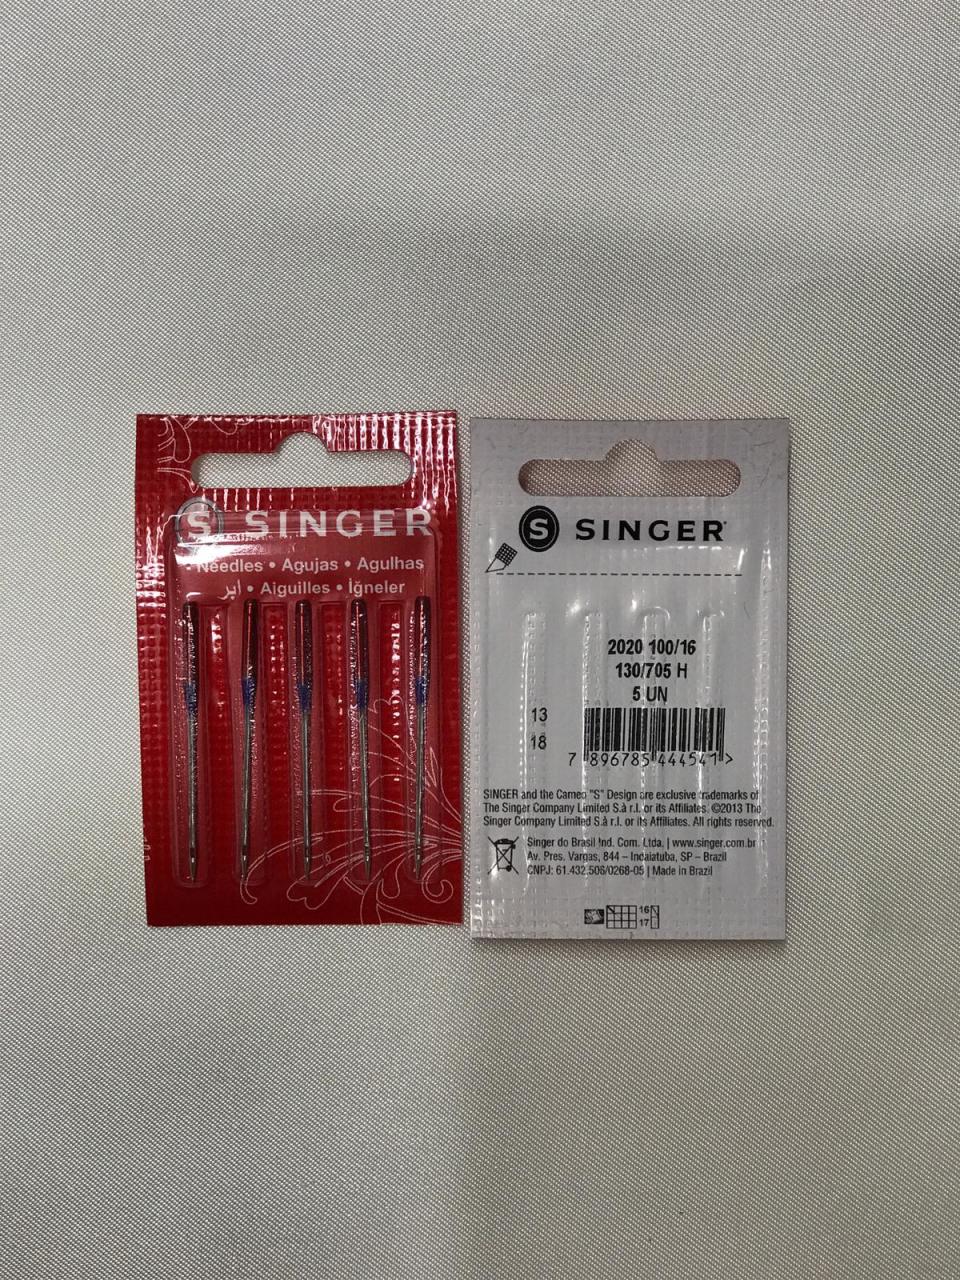 S SINGER
Needles • Agujas • Agulhas
إبر • Aiguilles • İğneler
S SINGER
2020 100/16
130/705 H
5 UN
13
18
7 896785 444541 >
SINGER and the Cameo "S" Design are exclusive trademarks of
The Singer Company Limited S.à r.l. or its Affiliates. ©2013 The
Singer Company Limited S.à r.l. or its Affiliates. All rights reserved.
Singer do Brasil Ind. Com. Ltda. | www.singer.com.br
Av. Pres. Vargas, 844 – Indaiatuba, SP – Brazil
CNPJ: 61.432.506/0268-05 | Made in Brazil
16
17